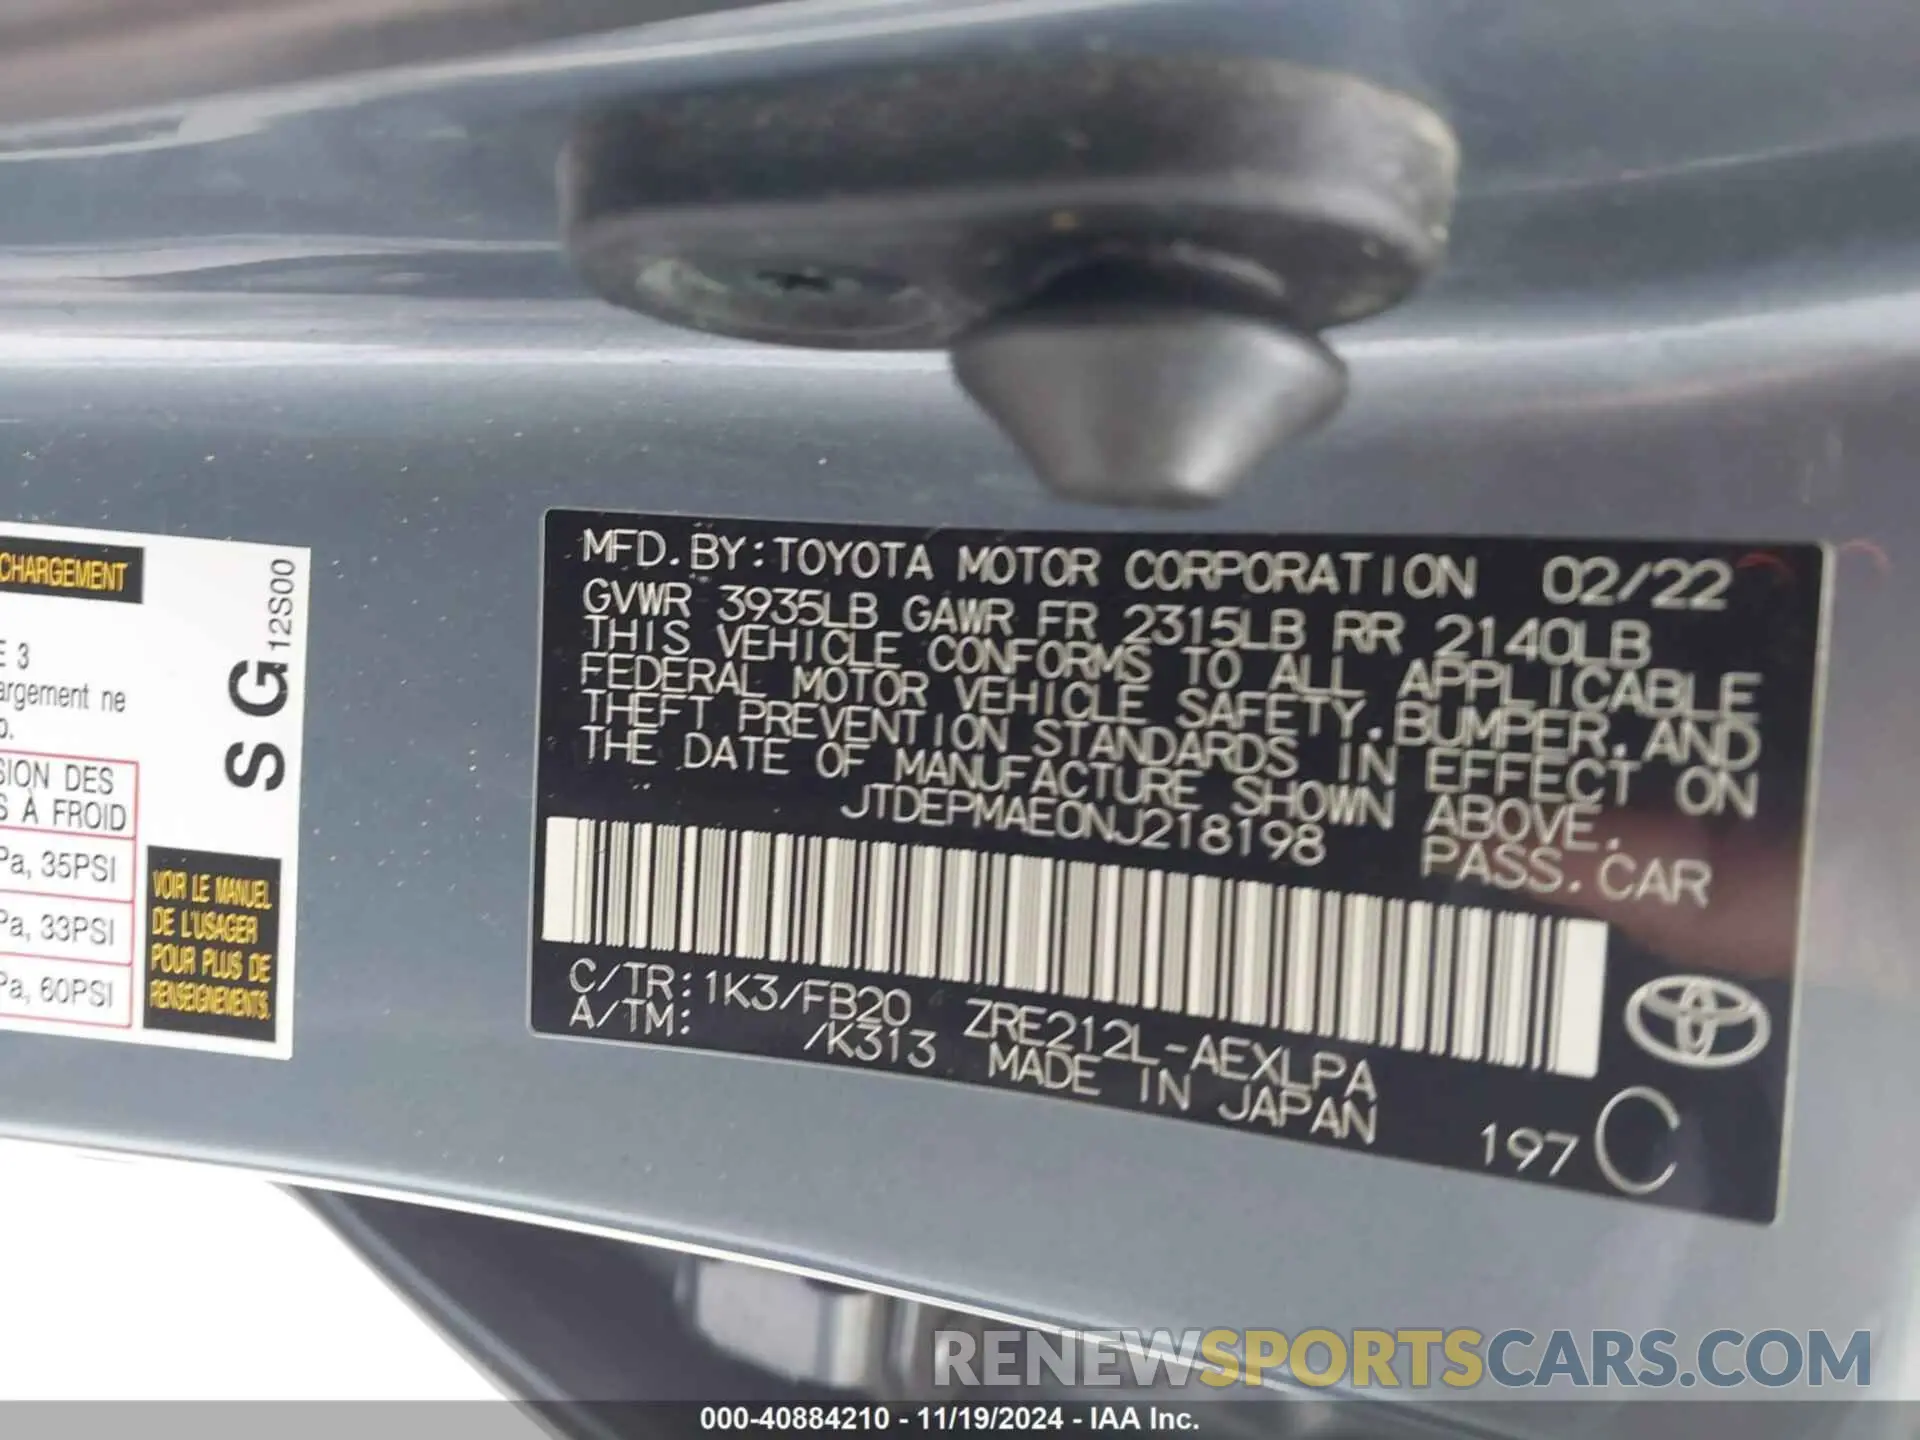 CHARGEMENT
E 3
argement ne
p.
SION DES
S À FROID
Pa, 35PSI
Pa, 33PSI
Pa, 60PSI
SG 12S00
VOIR LE MANUEL
DE L'USAGER
POUR PLUS DE
RENSEIGNEMENTS.
MFD. BY: TOYOTA MOTOR CORPORATION 02/22
GVWR 3935LB GAWR FR 2315LB RR 2140LB
THIS VEHICLE CONFORMS TO ALL APPLICABLE
FEDERAL MOTOR VEHICLE SAFETY, BUMPER, AND
THEFT PREVENTION STANDARDS IN EFFECT ON
THE DATE OF MANUFACTURE SHOWN ABOVE.
JTDEPMAE0NJ218198 PASS. CAR
C/TR: 1K3/FB20 ZRE212L-AEXLPA
A/TM: /K313 MADE IN JAPAN
197 C
RENEWSPORTSCARS.COM
000-40884210 - 11/19/2024 - IAA Inc.